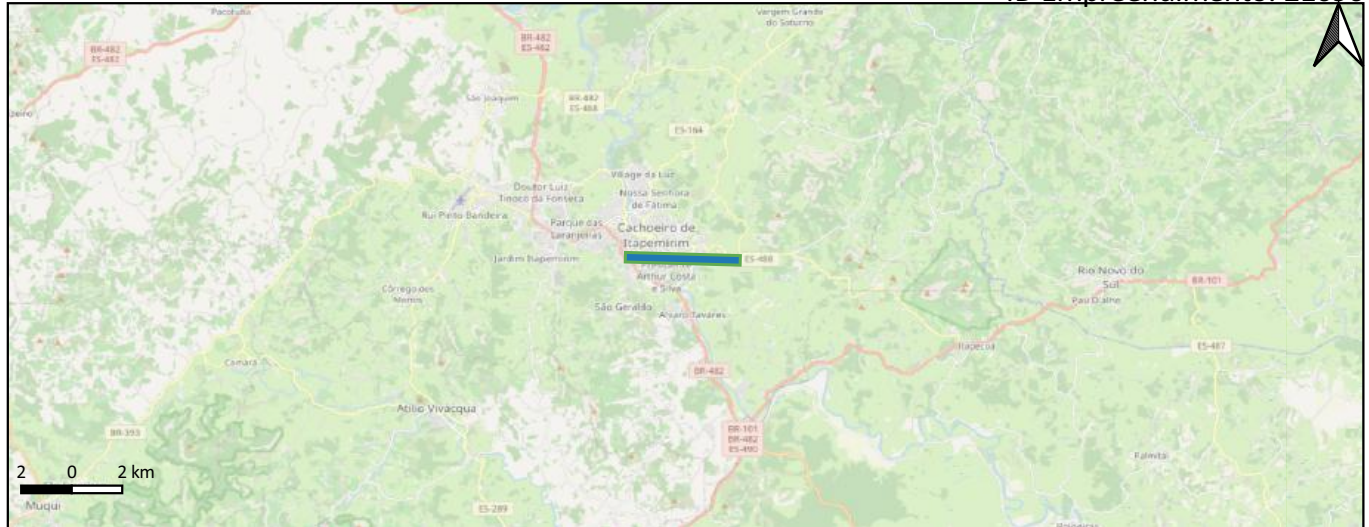 Pacotuba
Vargem Grande
do Soturno
BR-482
ES-482
BR-482
ES-482
São Joaquim
BR-482
ES-488
ES-164
Village da Luz
Doutor Luiz
Tinoco da Fonseca
Nossa Senhora
de Fátima
Rui Pinto Bandeira
Parque das
Laranjeiras
Cachoeiro de
Itapemirim
Jardim Itapemirim
ES-488
Arthur Costa
e Silva
Rio Novo do
Sul
BR-101
Pau D'alho
Córrego dos
Monos
São Geraldo
Alvaro Tavares
Itapecoá
ES-487
Camará
BR-482
Atílio Vivacqua
BR-393
BR-101
BR-482
ES-490
Palmital
2 0 2 km
Muqui
ES-289